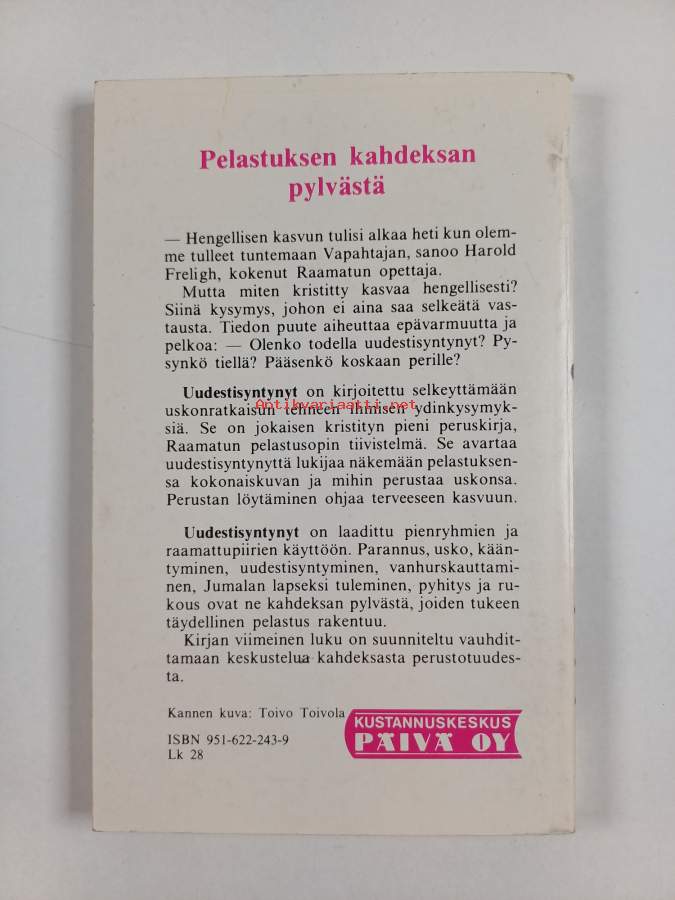 Pelastuksen kahdeksan
pylvästä
— Hengellisen kasvun tulisi alkaa heti kun olem-
me tulleet tuntemaan Vapahtajan, sanoo Harold
Freligh, kokenut Raamatun opettaja.
Mutta miten kristitty kasvaa hengellisesti?
Siinä kysymys, johon ei aina saa selkeätä vas-
tausta. Tiedon puute aiheuttaa epävarmuutta ja
pelkoa: — Olenko todella uudestisyntynyt? Py-
synkö tiellä? Pääsenkö koskaan perille?
Uudestisyntynyt on kirjoitettu selkeyttämään
Antikvariaatti.net
uskonratkaisun tehneen ihmisen ydinkysymyk-
siä. Se on jokaisen kristityn pieni peruskirja,
Raamatun pelastusopin tiivistelmä. Se avartaa
uudestisyntynyttä lukijaa näkemään pelastuksen-
sa kokonaiskuvan ja mihin perustaa uskonsa.
Perustan löytäminen ohjaa terveeseen kasvuun.
Uudestisyntynyt on laadittu pienryhmien ja
raamattupiirien käyttöön. Parannus, usko, kään-
tyminen, uudestisyntyminen, vanhurskauttami-
nen, Jumalan lapseksi tuleminen, pyhitys ja ru-
kous ovat ne kahdeksan pylvästä, joiden tukeen
täydellinen pelastus rakentuu.
Kirjan viimeinen luku on suunniteltu vauhdit-
tamaan keskustelua kahdeksasta perustotuudes-
ta.
Kannen kuva: Toivo Toivola
ISBN 951-622-243-9
Lk 28
KUSTANNUSKESKUS
PÄIVÄ OY